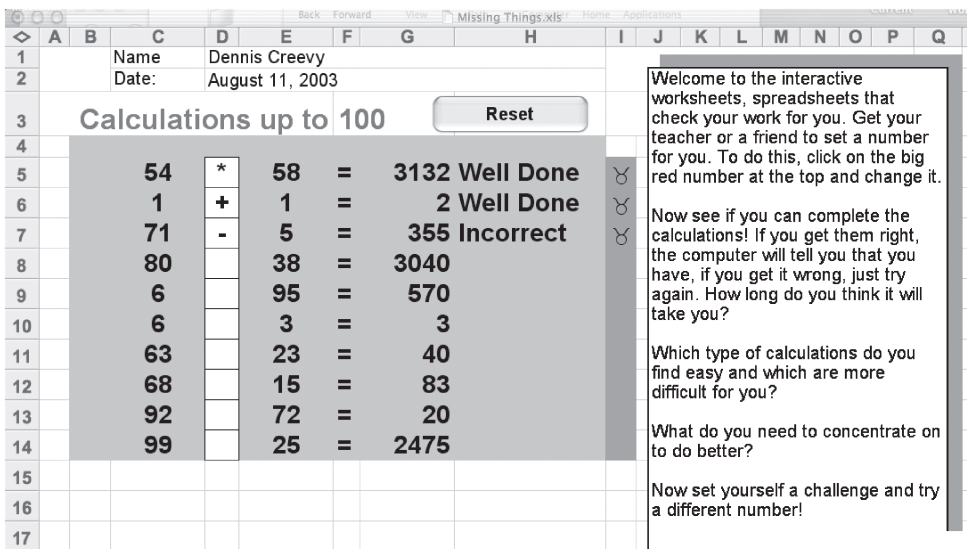 Back Forward View Missing Things.xls Home Applications
A B C D E F G H I J K L M N O P Q
1 Name Dennis Creevy
2 Date: August 11, 2003
3 Calculations up to 100 Reset
4
5 54 * 58 = 3132 Well Done ♉
6 1 + 1 = 2 Well Done ♉
7 71 - 5 = 355 Incorrect ♉
8 80 38 = 3040
9 6 95 = 570
10 6 3 = 3
11 63 23 = 40
12 68 15 = 83
13 92 72 = 20
14 99 25 = 2475
15
16
17
Welcome to the interactive
worksheets, spreadsheets that
check your work for you. Get your
teacher or a friend to set a number
for you. To do this, click on the big
red number at the top and change it.
Now see if you can complete the
calculations! If you get them right,
the computer will tell you that you
have, if you get it wrong, just try
again. How long do you think it will
take you?
Which type of calculations do you
find easy and which are more
difficult for you?
What do you need to concentrate on
to do better?
Now set yourself a challenge and try
a different number!